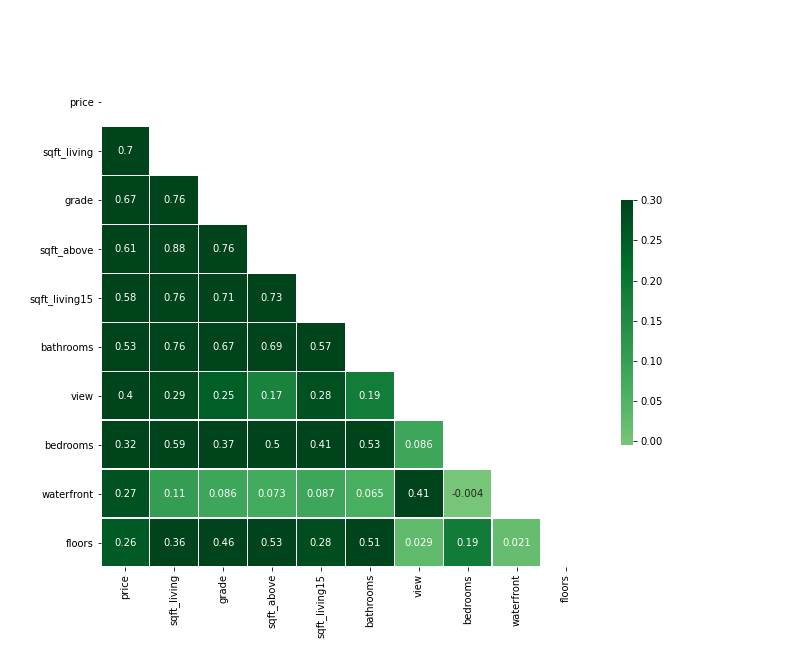 price
sqft_living 0.7
grade 0.67 0.76
sqft_above 0.61 0.88 0.76
sqft_living15 0.58 0.76 0.71 0.73
bathrooms 0.53 0.76 0.67 0.69 0.57
view 0.4 0.29 0.25 0.17 0.28 0.19
bedrooms 0.32 0.59 0.37 0.5 0.41 0.53 0.086
waterfront 0.27 0.11 0.086 0.073 0.087 0.065 0.41 -0.004
floors 0.26 0.36 0.46 0.53 0.28 0.51 0.029 0.19 0.021
price sqft_living grade sqft_above sqft_living15 bathrooms view bedrooms waterfront floors
0.30
0.25
0.20
0.15
0.10
0.05
0.00